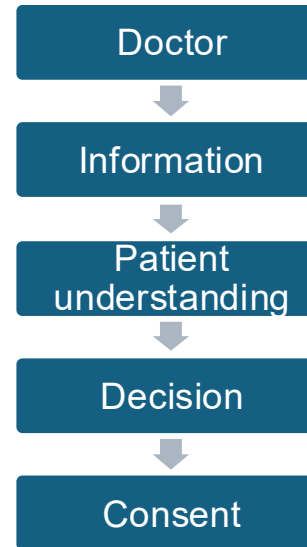 Doctor
Information
Patient
understanding
Decision
Consent